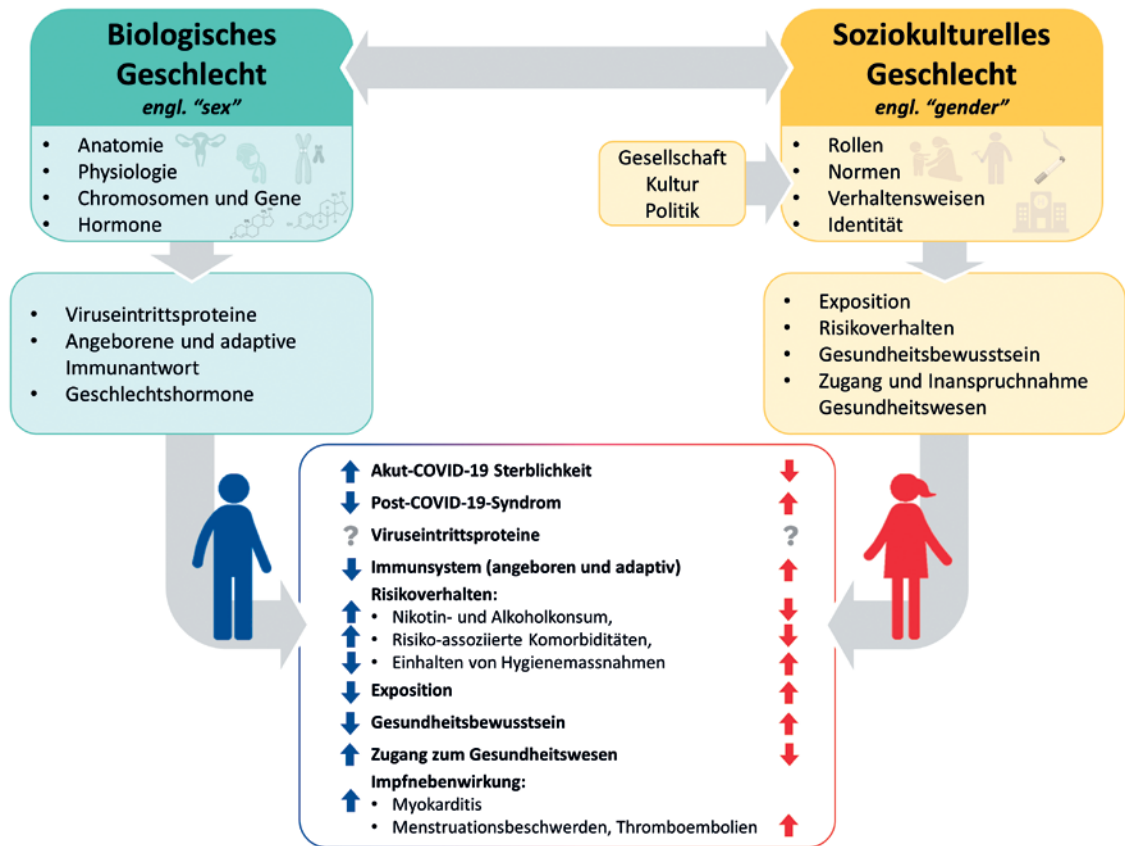 Biologisches
Geschlecht
engl. “sex”
• Anatomie
• Physiologie
• Chromosomen und Gene
• Hormone
Soziokulturelles
Geschlecht
engl. “gender”
Gesellschaft
Kultur
Politik
• Rollen
• Normen
• Verhaltensweisen
• Identität
• Viruseintrittsproteine
• Angeborene und adaptive
Immunantwort
• Geschlechtshormone
• Exposition
• Risikoverhalten
• Gesundheitsbewusstsein
• Zugang und Inanspruchnahme
Gesundheitswesen
Akut-COVID-19 Sterblichkeit
Post-COVID-19-Syndrom
? Viruseintrittsproteine ?
Immunsystem (angeboren und adaptiv)
Risikoverhalten:
• Nikotin- und Alkoholkonsum,
• Risiko-assoziierte Komorbiditäten,
• Einhalten von Hygienemassnahmen
Exposition
Gesundheitsbewusstsein
Zugang zum Gesundheitswesen
Impfnebenwirkung:
• Myokarditis
• Menstruationsbeschwerden, Thromboembolien